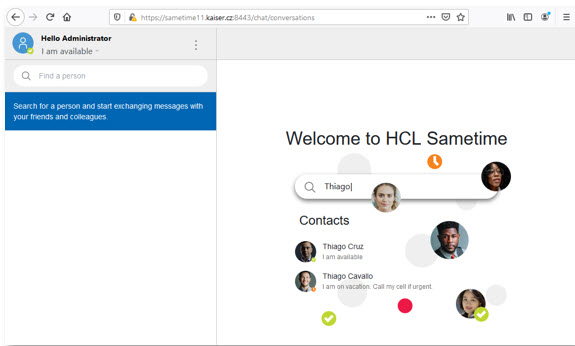 https://sametime11.kaiser.cz:8443/chat/conversations
Hello Administrator
I am available
Find a person
Search for a person and start exchanging messages with
your friends and colleagues.
Welcome to HCL Sametime
Thiago
Contacts
Thiago Cruz
I am available
Thiago Cavallo
I am on vacation. Call my cell if urgent.